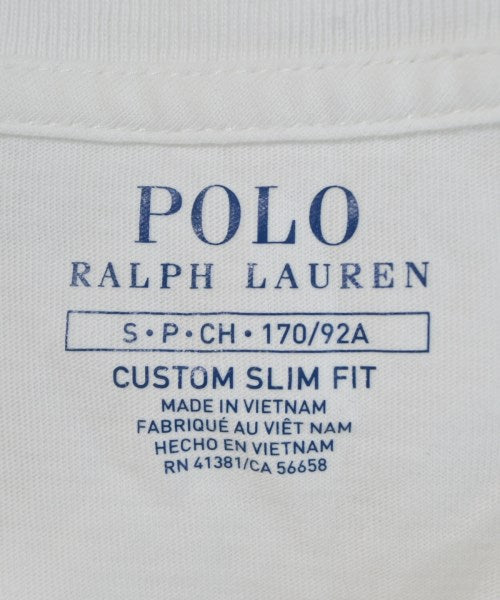 POLO
RALPH LAUREN
S • P • CH • 170/92A
CUSTOM SLIM FIT
MADE IN VIETNAM
FABRIQUÉ AU VIÊT NAM
HECHO EN VIETNAM
RN 41381/CA 56658